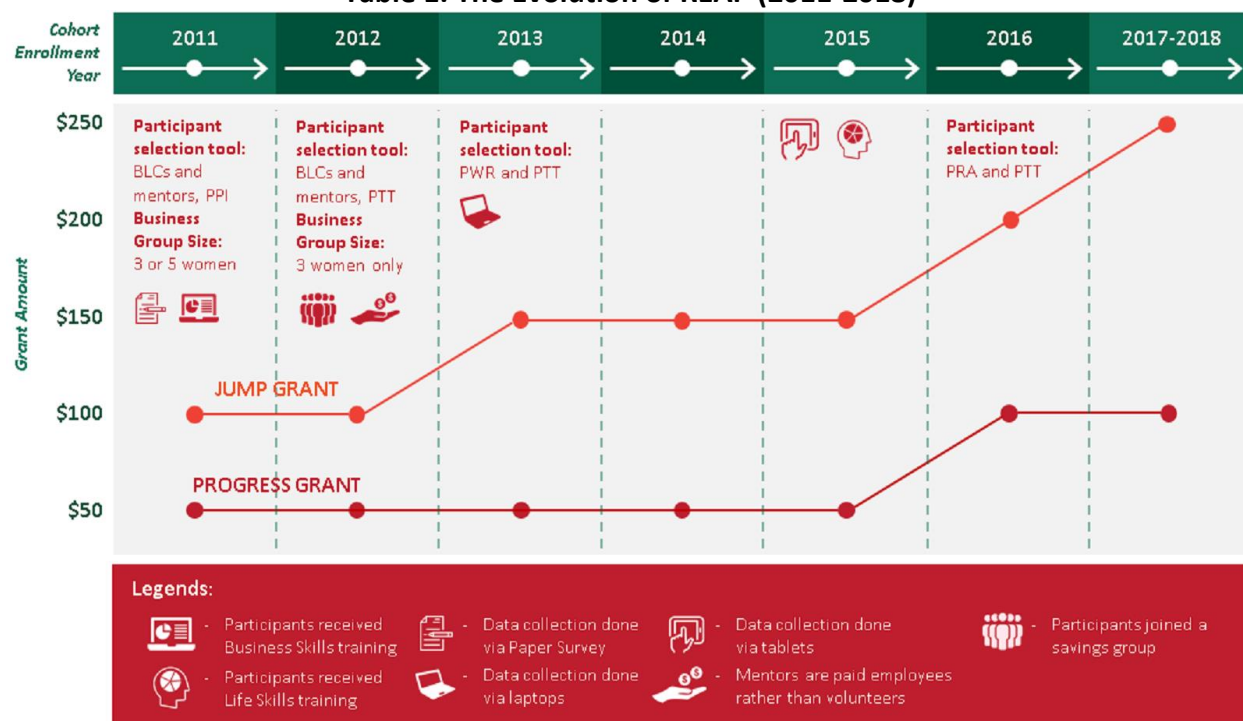 Cohort
Enrollment
Year
2011
2012
2013
2014
2015
2016
2017-2018
Grant Amount
$250
$200
$150
$100
$50
Participant
selection tool:
BLCs and
mentors, PPI
Business
Group Size:
3 or 5 women
Participant
selection tool:
BLCs and
mentors, PTT
Business
Group Size:
3 women only
Participant
selection tool:
PWR and PTT
Participant
selection tool:
PRA and PTT
JUMP GRANT
PROGRESS GRANT
Legends:
- Participants received
Business Skills training
- Participants received
Life Skills training
- Data collection done
via Paper Survey
- Data collection done
via laptops
- Data collection done
via tablets
- Mentors are paid employees
rather than volunteers
- Participants joined a
savings group